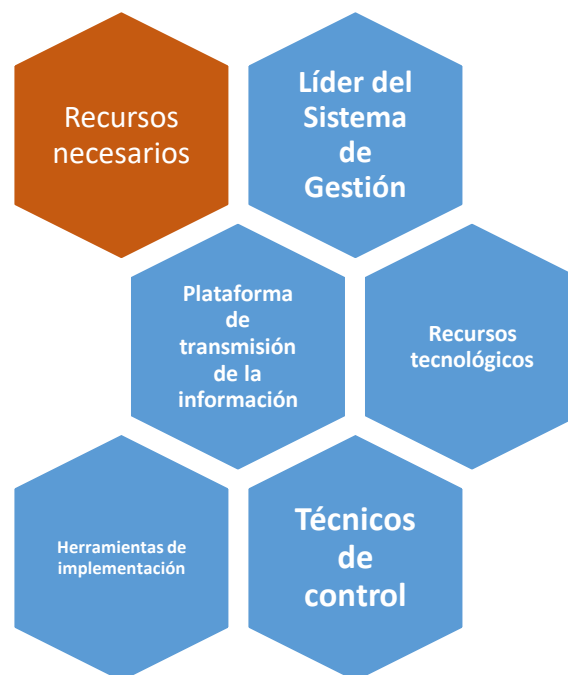 Recursos
necesarios
Líder del
Sistema
de
Gestión
Plataforma
de
transmisión
de la
información
Recursos
tecnológicos
Herramientas de
implementación
Técnicos
de
control